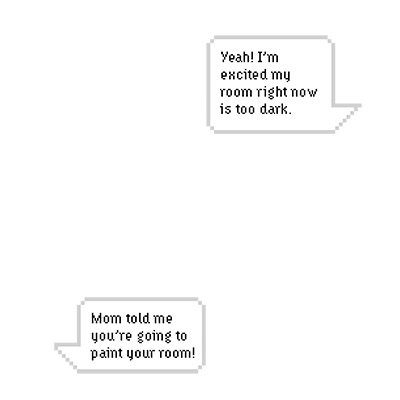 Yeah! I'm
excited my
room right now
is too dark.
Mom told me
you're going to
paint your room!